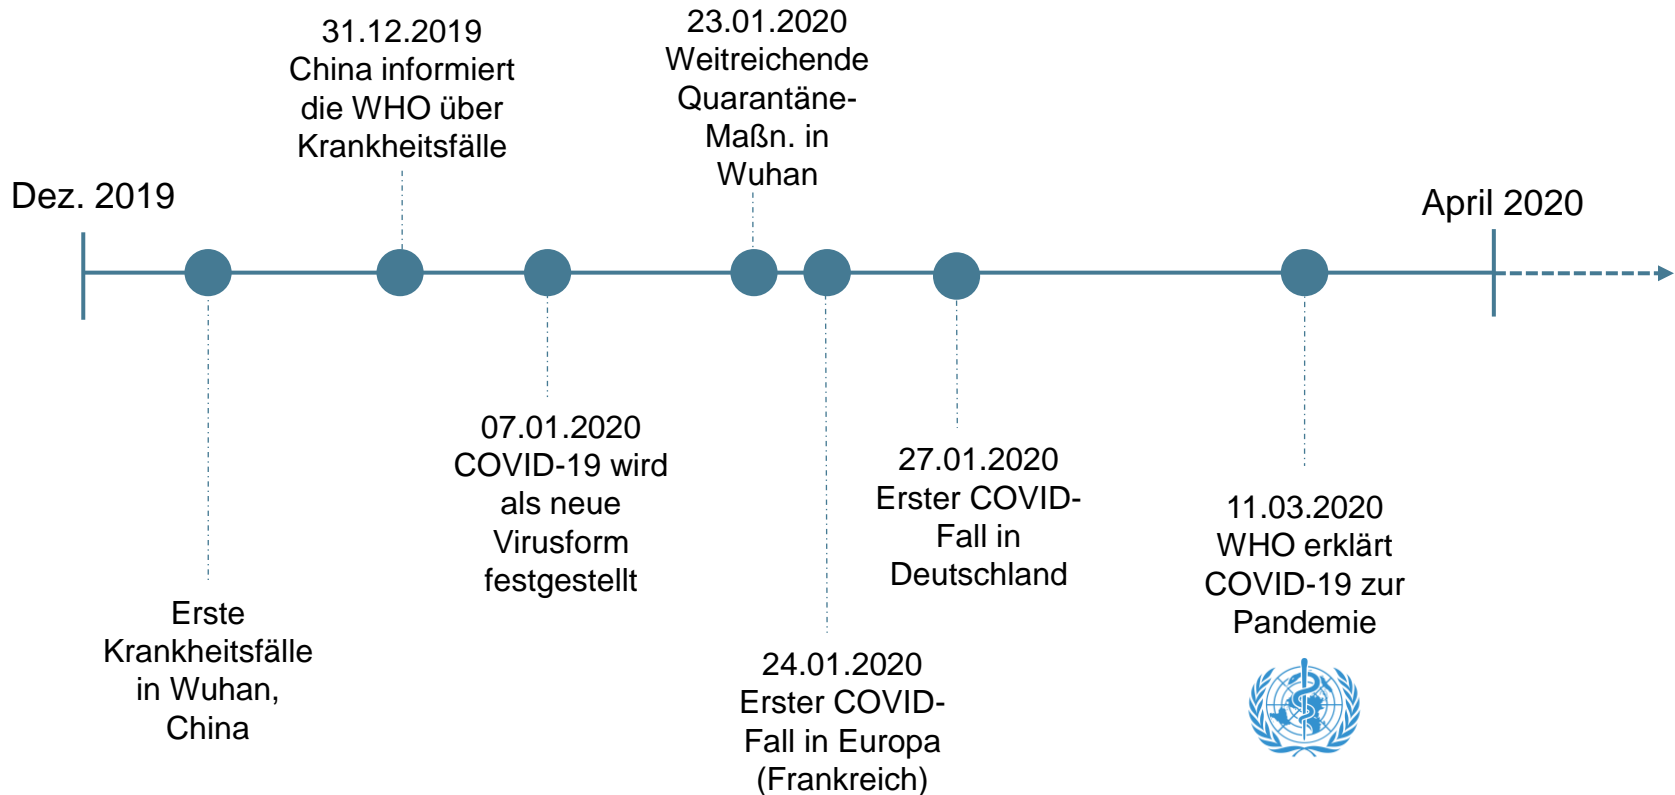 Dez. 2019
31.12.2019
China informiert
die WHO über
Krankheitsfälle
23.01.2020
Weitreichende
Quarantäne-
Maßn. in
Wuhan
April 2020
Erste
Krankheitsfälle
in Wuhan,
China
07.01.2020
COVID-19 wird
als neue
Virusform
festgestellt
24.01.2020
Erster COVID-
Fall in Europa
(Frankreich)
27.01.2020
Erster COVID-
Fall in
Deutschland
11.03.2020
WHO erklärt
COVID-19 zur
Pandemie